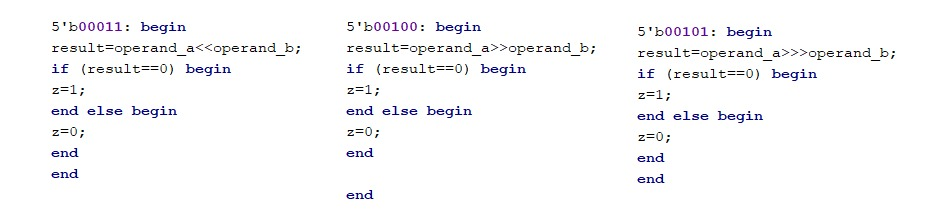 5'b00011: begin
result=operand_a<<operand_b;
if (result==0) begin
z=1;
end else begin
z=0;
end
end
5'b00100: begin
result=operand_a>>operand_b;
if (result==0) begin
z=1;
end else begin
z=0;
end
end
5'b00101: begin
result=operand_a>>>operand_b;
if (result==0) begin
z=1;
end else begin
z=0;
end
end